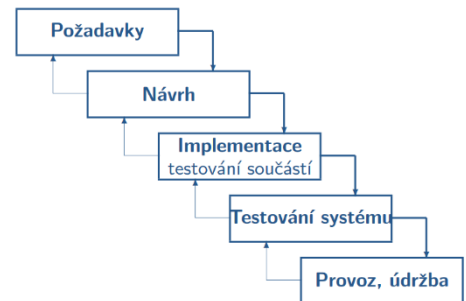 Požadavky
Návrh
Implementace
testování součástí
Testování systému
Provoz, údržba